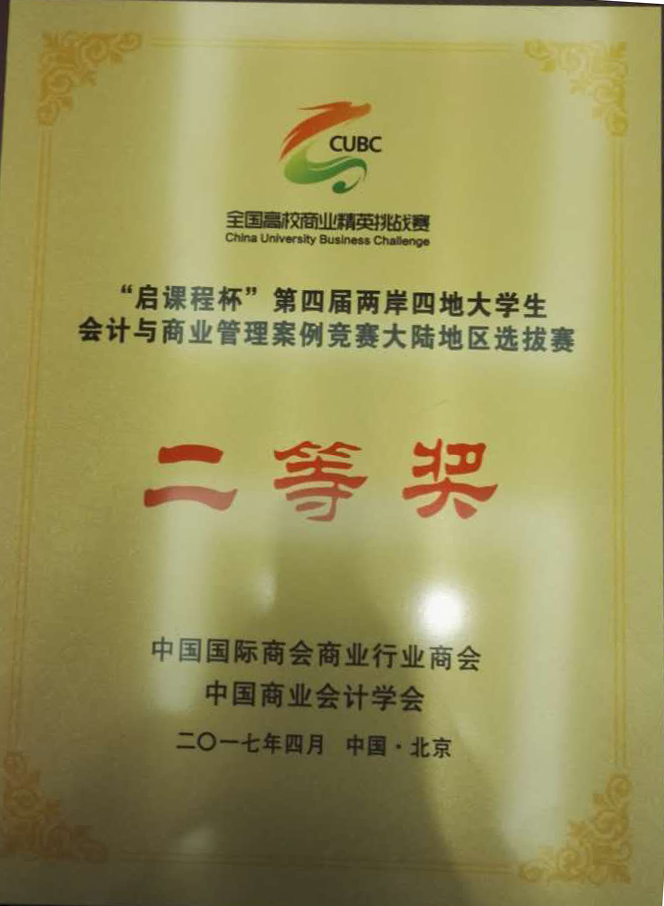 CUBC
全国高校商业精英挑战赛
China University Business Challenge
“启课程杯”第四届两岸四地大学生
会计与商业管理案例竞赛大陆地区选拔赛
二等奖
中国国际商会商业行业商会
中国商业会计学会
二〇一七年四月 中国·北京